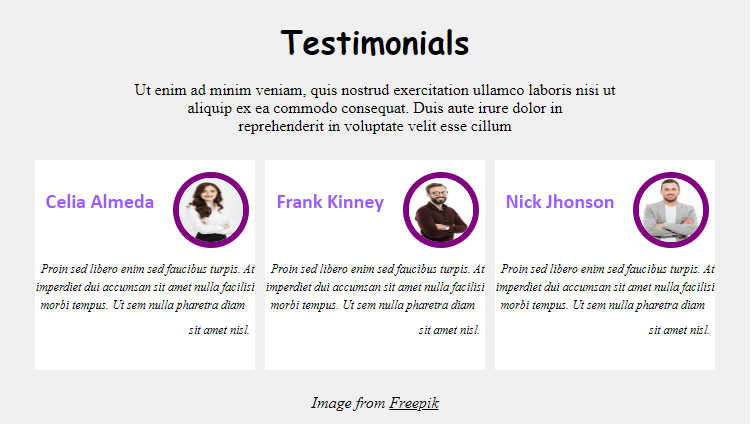 Testimonials
Ut enim ad minim veniam, quis nostrud exercitation ullamco laboris nisi ut
aliquip ex ea commodo consequat. Duis aute irure dolor in
reprehenderit in voluptate velit esse cillum
Celia Almeda
Proin sed libero enim sed faucibus turpis. At
imperdiet dui accumsan sit amet nulla facilisi
morbi tempus. Ut sem nulla pharetra diam
sit amet nisl.
Frank Kinney
Proin sed libero enim sed faucibus turpis. At
imperdiet dui accumsan sit amet nulla facilisi
morbi tempus. Ut sem nulla pharetra diam
sit amet nisl.
Nick Jhonson
Proin sed libero enim sed faucibus turpis. At
imperdiet dui accumsan sit amet nulla facilisi
morbi tempus. Ut sem nulla pharetra diam
sit amet nisl.
Image from Freepik